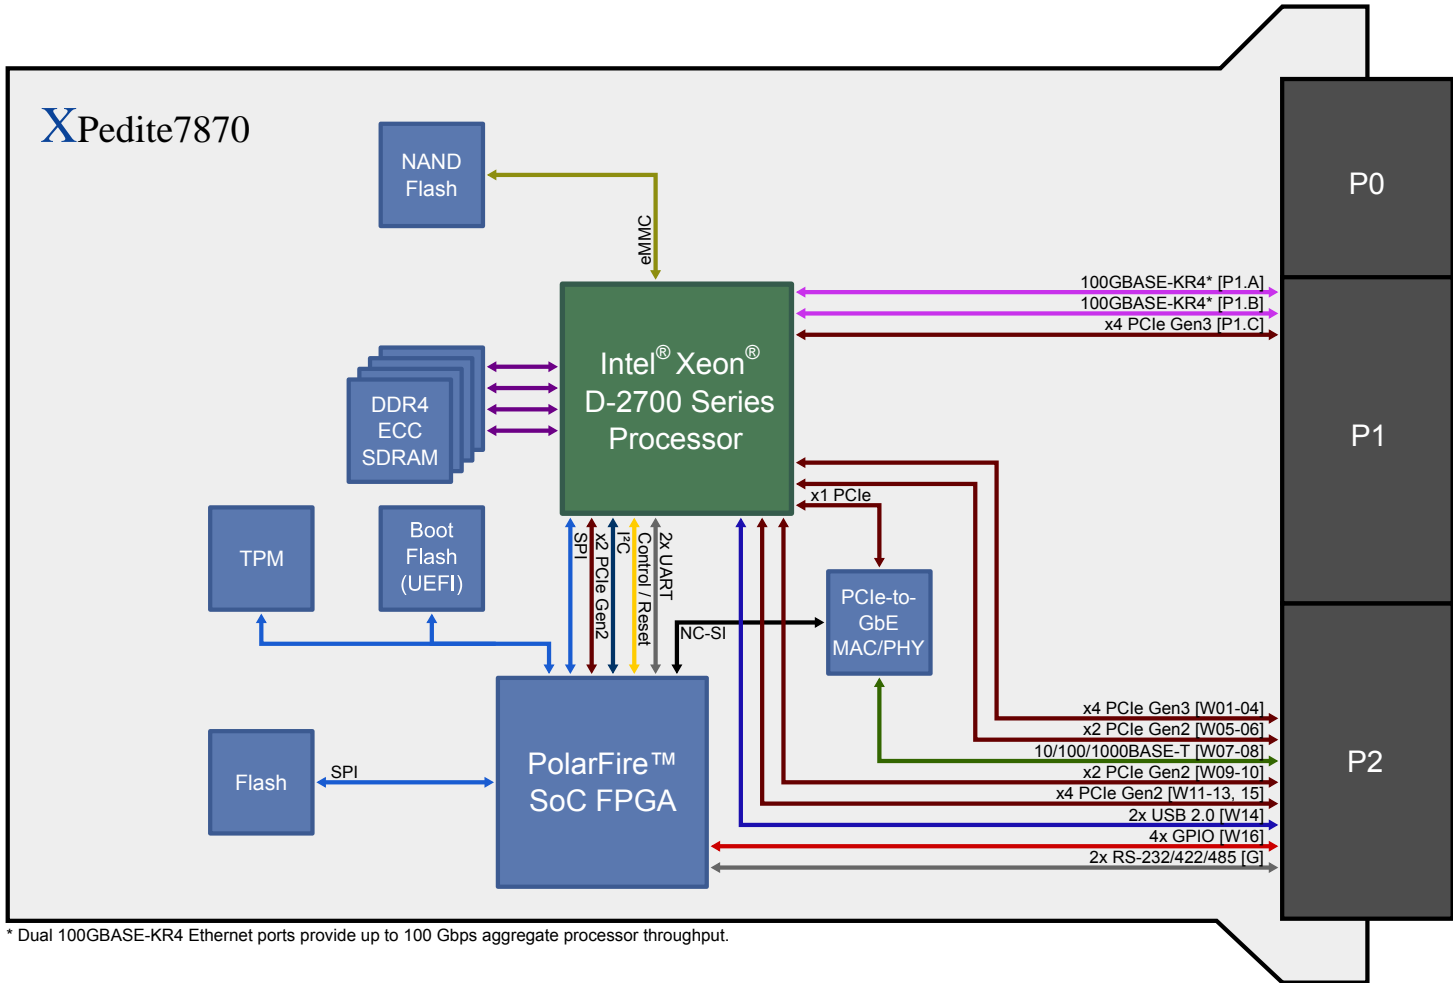 XPedite7870
NAND
Flash
P0
eMMC
100GBASE-KR4* [P1.A]
100GBASE-KR4* [P1.B]
x4 PCIe Gen3 [P1.C]
Intel® Xeon®
D-2700 Series
Processor
DDR4
ECC
SDRAM
P1
x1 PCIe
TPM
Boot
Flash
(UEFI)
SPI
x2 PCIe Gen2
I²C
Control / Reset
2x UART
NC-SI
PCIe-to-
GbE
MAC/PHY
x4 PCIe Gen3 [W01-04]
x2 PCIe Gen2 [W05-06]
10/100/1000BASE-T [W07-08]
x2 PCIe Gen2 [W09-10]
x4 PCIe Gen2 [W11-13, 15]
2x USB 2.0 [W14]
4x GPIO [W16]
2x RS-232/422/485 [G]
P2
Flash
SPI
PolarFire™
SoC FPGA
* Dual 100GBASE-KR4 Ethernet ports provide up to 100 Gbps aggregate processor throughput.